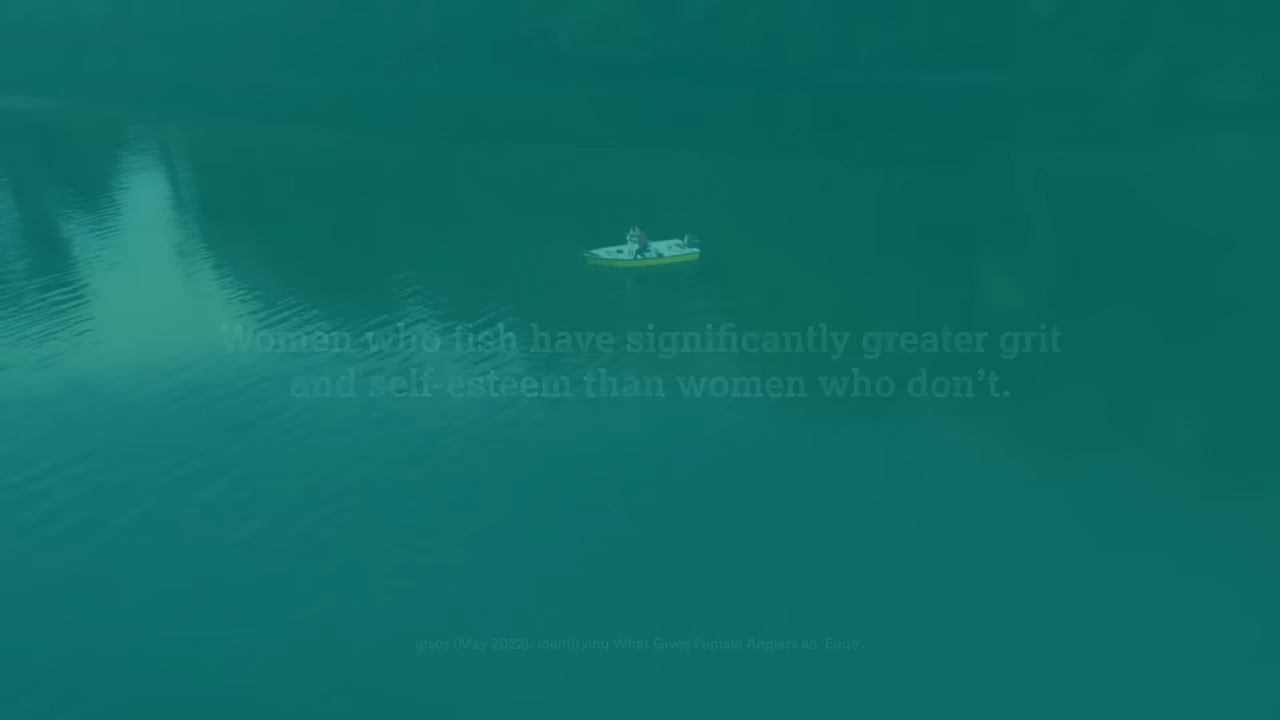 Women who fish have significantly greater grit
and self-esteem than women who don’t.
Ipsos (May 2022). Identifying What Gives Female Anglers an ‘Edge’.